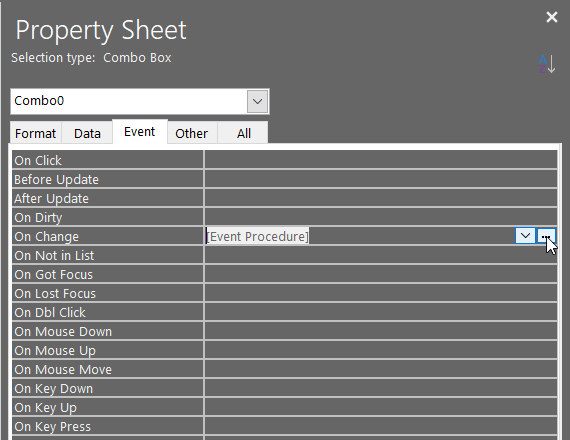 Property Sheet
Selection type: Combo Box
Combo0
Format Data Event Other All
On Click
Before Update
After Update
On Dirty
On Change [Event Procedure] ...
On Not in List
On Got Focus
On Lost Focus
On Dbl Click
On Mouse Down
On Mouse Up
On Mouse Move
On Key Down
On Key Up
On Key Press